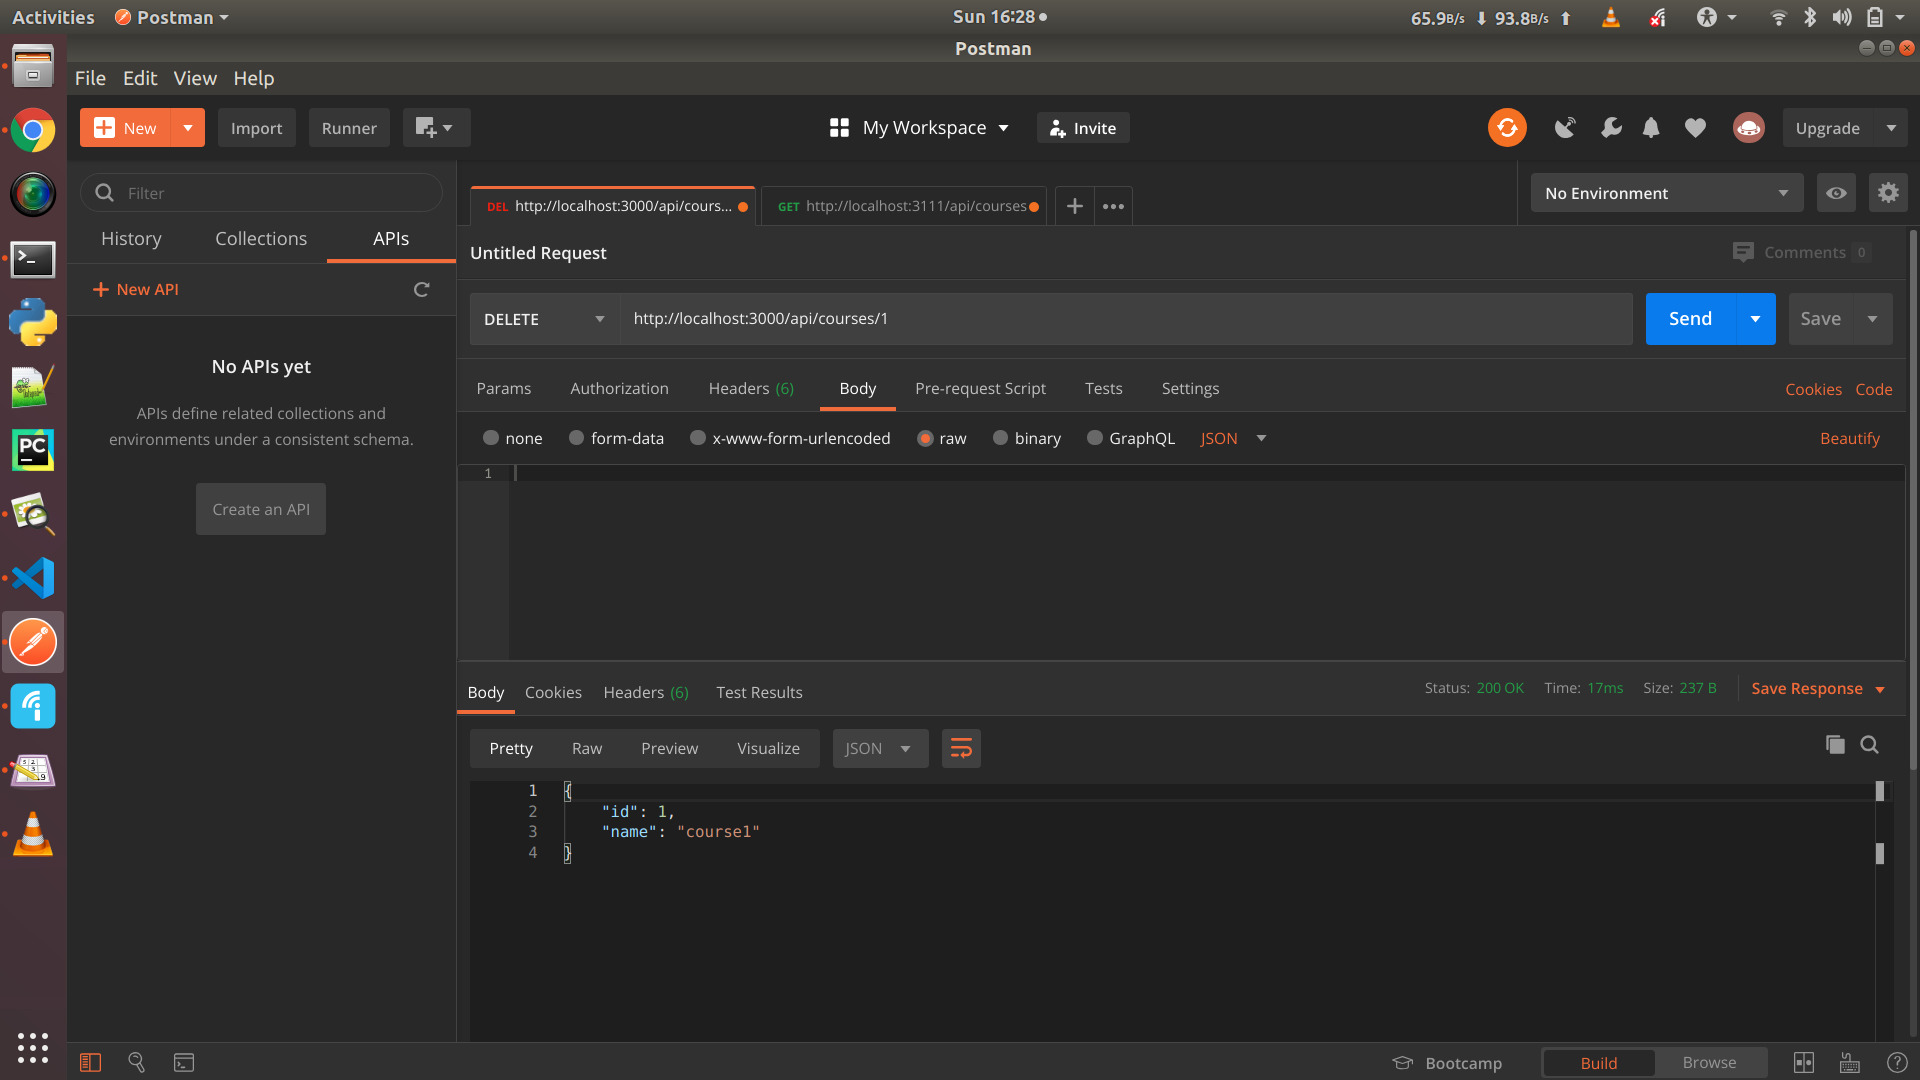 Activities Postman Sun 16:28 65.9B/s 93.8B/s
Postman
File Edit View Help
New Import Runner My Workspace Invite Upgrade
Filter
DEL http://localhost:3000/api/cours... GET http://localhost:3111/api/courses ••• No Environment
History Collections APIs
Untitled Request Comments 0
New API
DELETE http://localhost:3000/api/courses/1 Send Save
No APIs yet
APIs define related collections and
environments under a consistent schema.
Create an API
Params Authorization Headers (6) Body Pre-request Script Tests Settings Cookies Code
none form-data x-www-form-urlencoded raw binary GraphQL JSON Beautify
1
PC
Body Cookies Headers (6) Test Results Status: 200 OK Time: 17ms Size: 237 B Save Response
Pretty Raw Preview Visualize JSON
1 {
2 "id": 1,
3 "name": "course1"
4 }
Bootcamp Build Browse